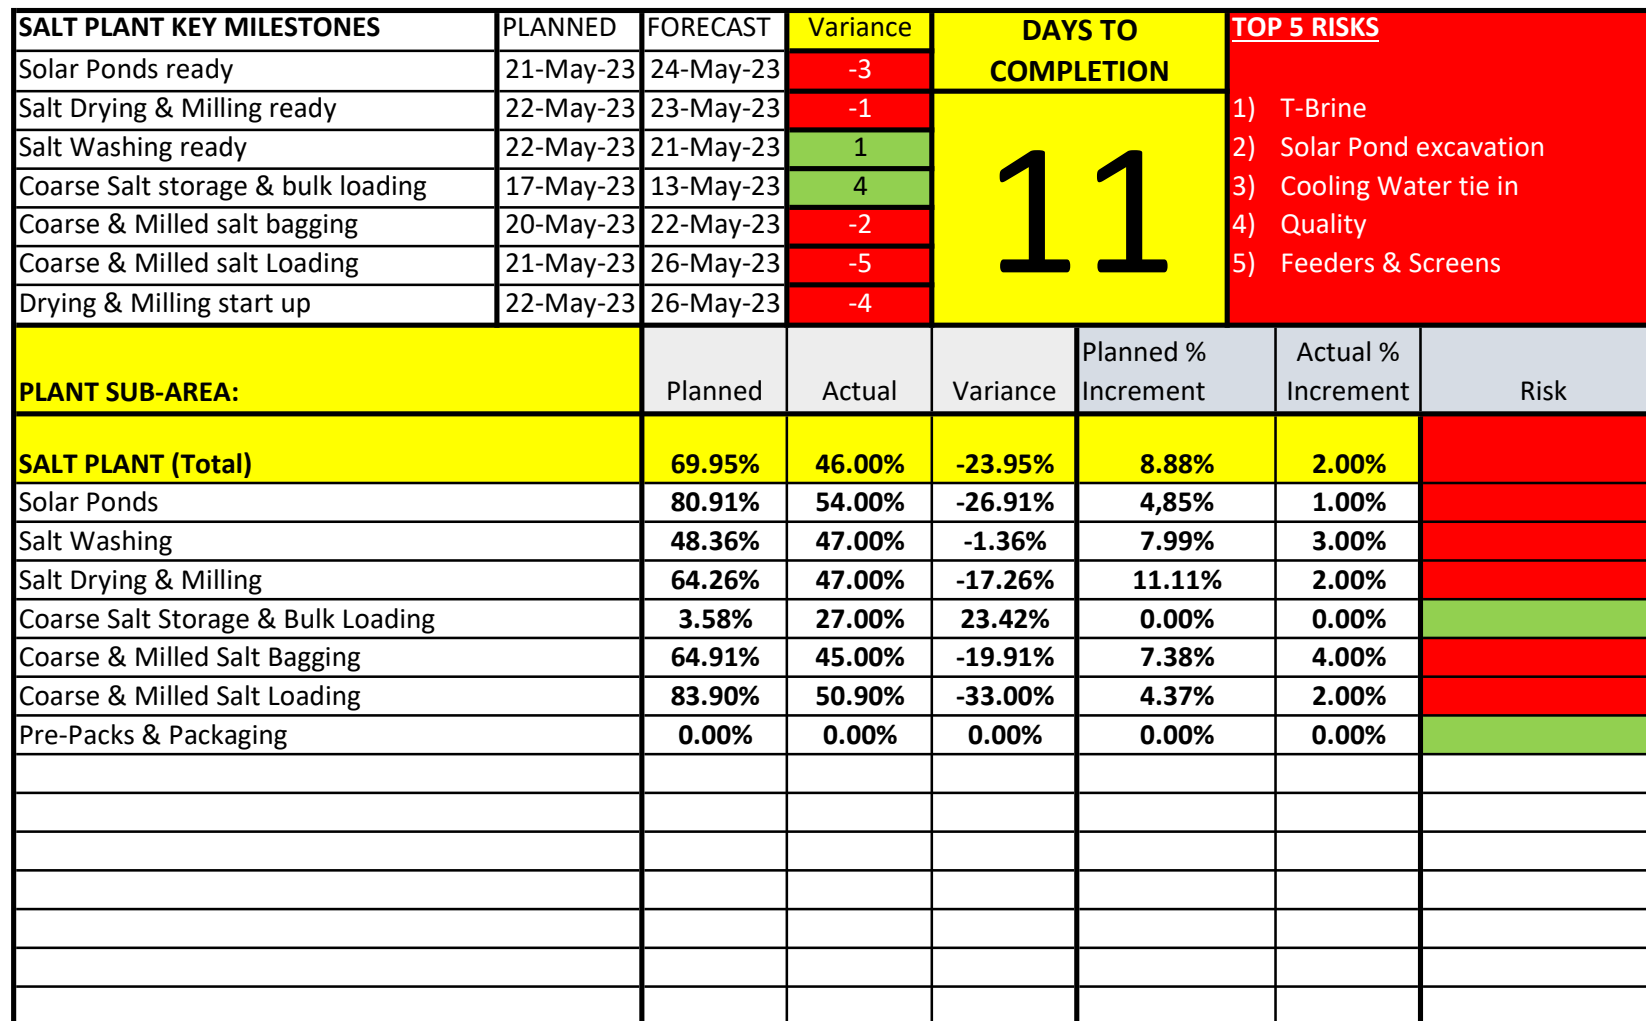 SALT PLANT KEY MILESTONES PLANNED FORECAST Variance DAYS TO COMPLETION TOP 5 RISKS
Solar Ponds ready 21-May-23 24-May-23 -3
Salt Drying & Milling ready 22-May-23 23-May-23 -1 11 1) T-Brine
Salt Washing ready 22-May-23 21-May-23 1 2) Solar Pond excavation
Coarse Salt storage & bulk loading 17-May-23 13-May-23 4 3) Cooling Water tie in
Coarse & Milled salt bagging 20-May-23 22-May-23 -2 4) Quality
Coarse & Milled salt Loading 21-May-23 26-May-23 -5 5) Feeders & Screens
Drying & Milling start up 22-May-23 26-May-23 -4
PLANT SUB-AREA: Planned Actual Variance Planned % Increment Actual % Increment Risk
SALT PLANT (Total) 69.95% 46.00% -23.95% 8.88% 2.00%
Solar Ponds 80.91% 54.00% -26.91% 4,85% 1.00%
Salt Washing 48.36% 47.00% -1.36% 7.99% 3.00%
Salt Drying & Milling 64.26% 47.00% -17.26% 11.11% 2.00%
Coarse Salt Storage & Bulk Loading 3.58% 27.00% 23.42% 0.00% 0.00%
Coarse & Milled Salt Bagging 64.91% 45.00% -19.91% 7.38% 4.00%
Coarse & Milled Salt Loading 83.90% 50.90% -33.00% 4.37% 2.00%
Pre-Packs & Packaging 0.00% 0.00% 0.00% 0.00% 0.00%